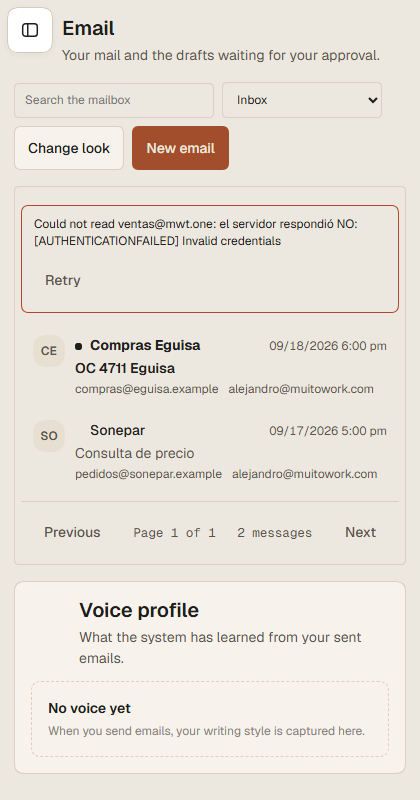 Email
Your mail and the drafts waiting for your approval.
Search the mailbox
Inbox
Change look
New email
Could not read ventas@mwt.one: el servidor respondió NO:
[AUTHENTICATIONFAILED] Invalid credentials
Retry
CE
Compras Eguisa
09/18/2026 6:00 pm
OC 4711 Eguisa
compras@eguisa.example alejandro@muitowork.com
SO
Sonepar
09/17/2026 5:00 pm
Consulta de precio
pedidos@sonepar.example alejandro@muitowork.com
Previous
Page 1 of 1
2 messages
Next
Voice profile
What the system has learned from your sent
emails.
No voice yet
When you send emails, your writing style is captured here.